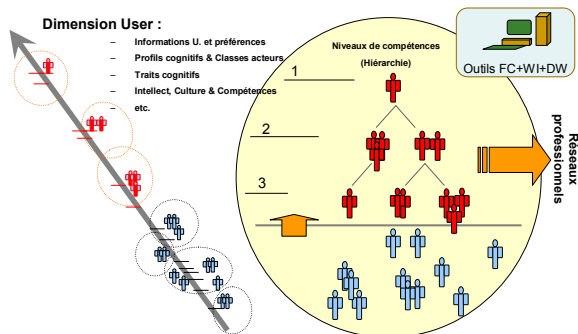 Dimension User :
– Informations U. et préférences
– Profils cognitifs & Classes acteurs
– Traits cognitifs
– Intellect, Culture & Compétences
– etc.
Niveaux de compétences
(Hiérarchie)
1
2
3
Outils FC+WI+DW
Réseaux
professionnels